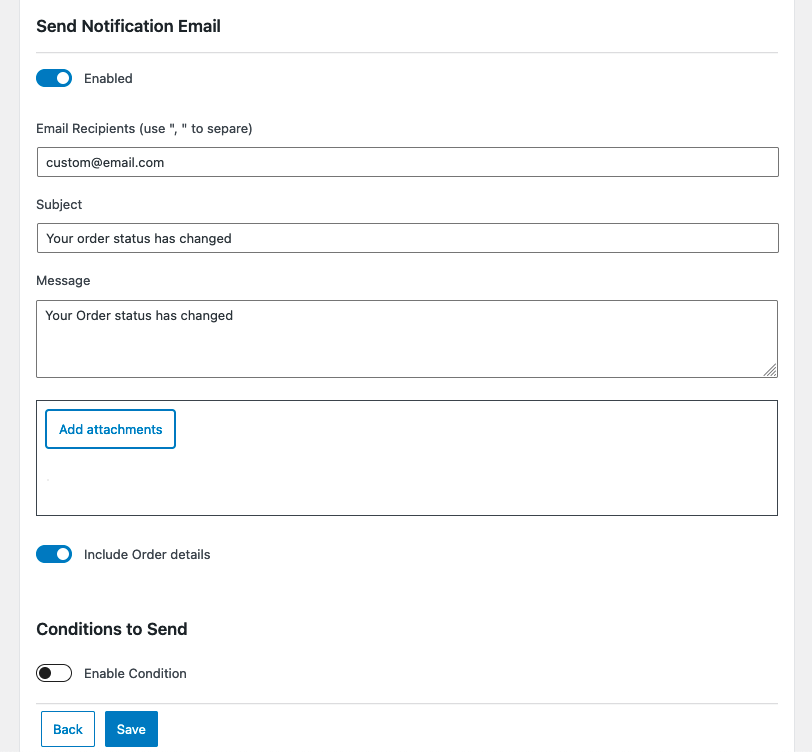 Send Notification Email
Enabled
Email Recipients (use ", " to separe)
custom@email.com
Subject
Your order status has changed
Message
Your Order status has changed
Add attachments
Include Order details
Conditions to Send
Enable Condition
Back
Save